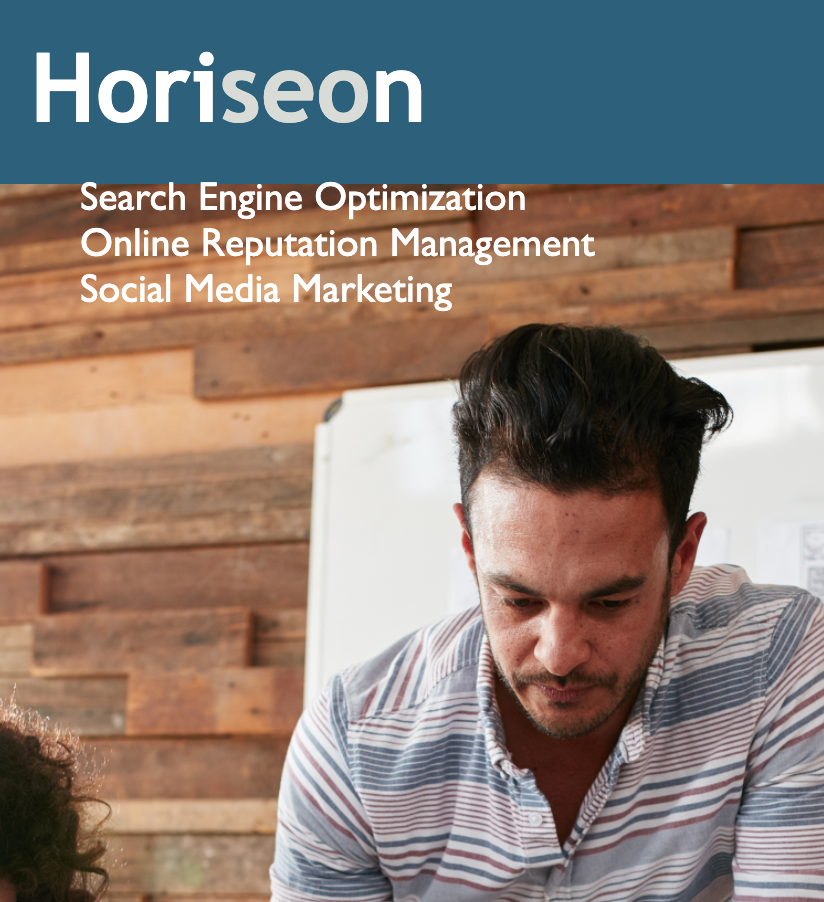 Horiseon
Search Engine Optimization
Online Reputation Management
Social Media Marketing